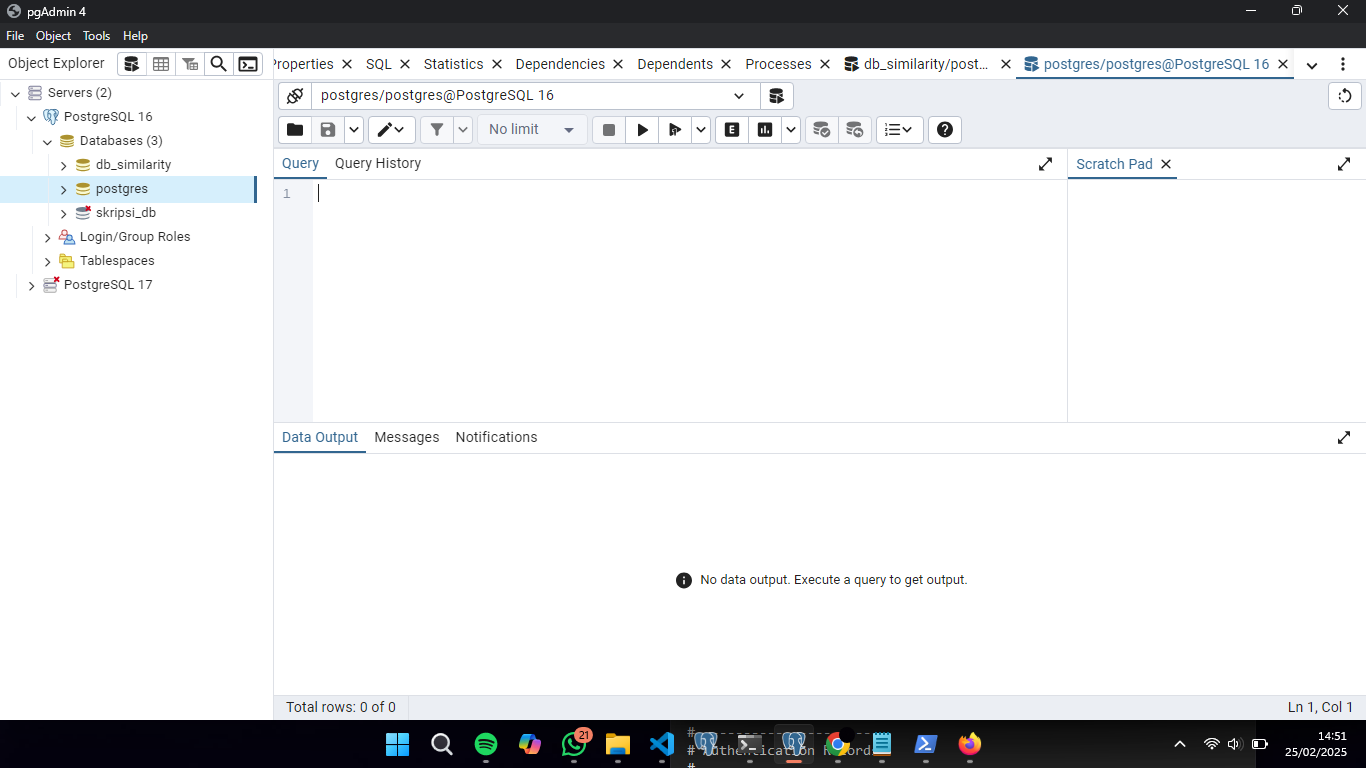 pgAdmin 4
File Object Tools Help
Object Explorer
Properties SQL Statistics Dependencies Dependents Processes db_similarity/post... postgres/postgres@PostgreSQL 16
Servers (2)
PostgreSQL 16
Databases (3)
db_similarity
postgres
skripsi_db
Login/Group Roles
Tablespaces
PostgreSQL 17
postgres/postgres@PostgreSQL 16
No limit
E
Query Query History
Scratch Pad
1
Data Output Messages Notifications
No data output. Execute a query to get output.
Total rows: 0 of 0
Ln 1, Col 1
21
# Authentication Record
#
14:51
25/02/2025